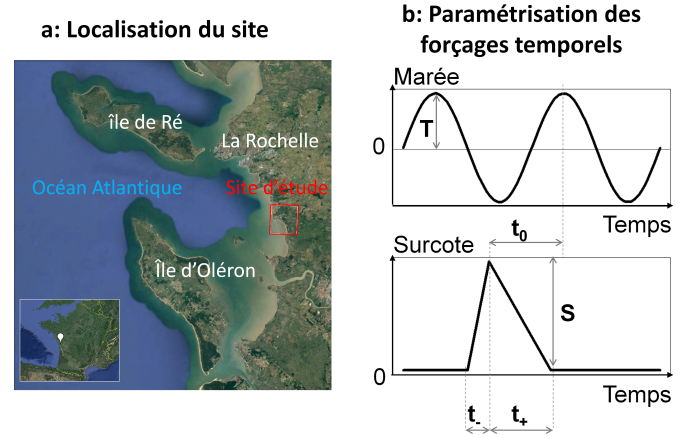 a: Localisation du site
île de Ré
La Rochelle
Océan Atlantique
Site d'étude
Île d'Oléron
b: Paramétrisation des
forçages temporels
Marée
T
0
Temps
t₀
Surcote
S
0
Temps
t₋
t₊